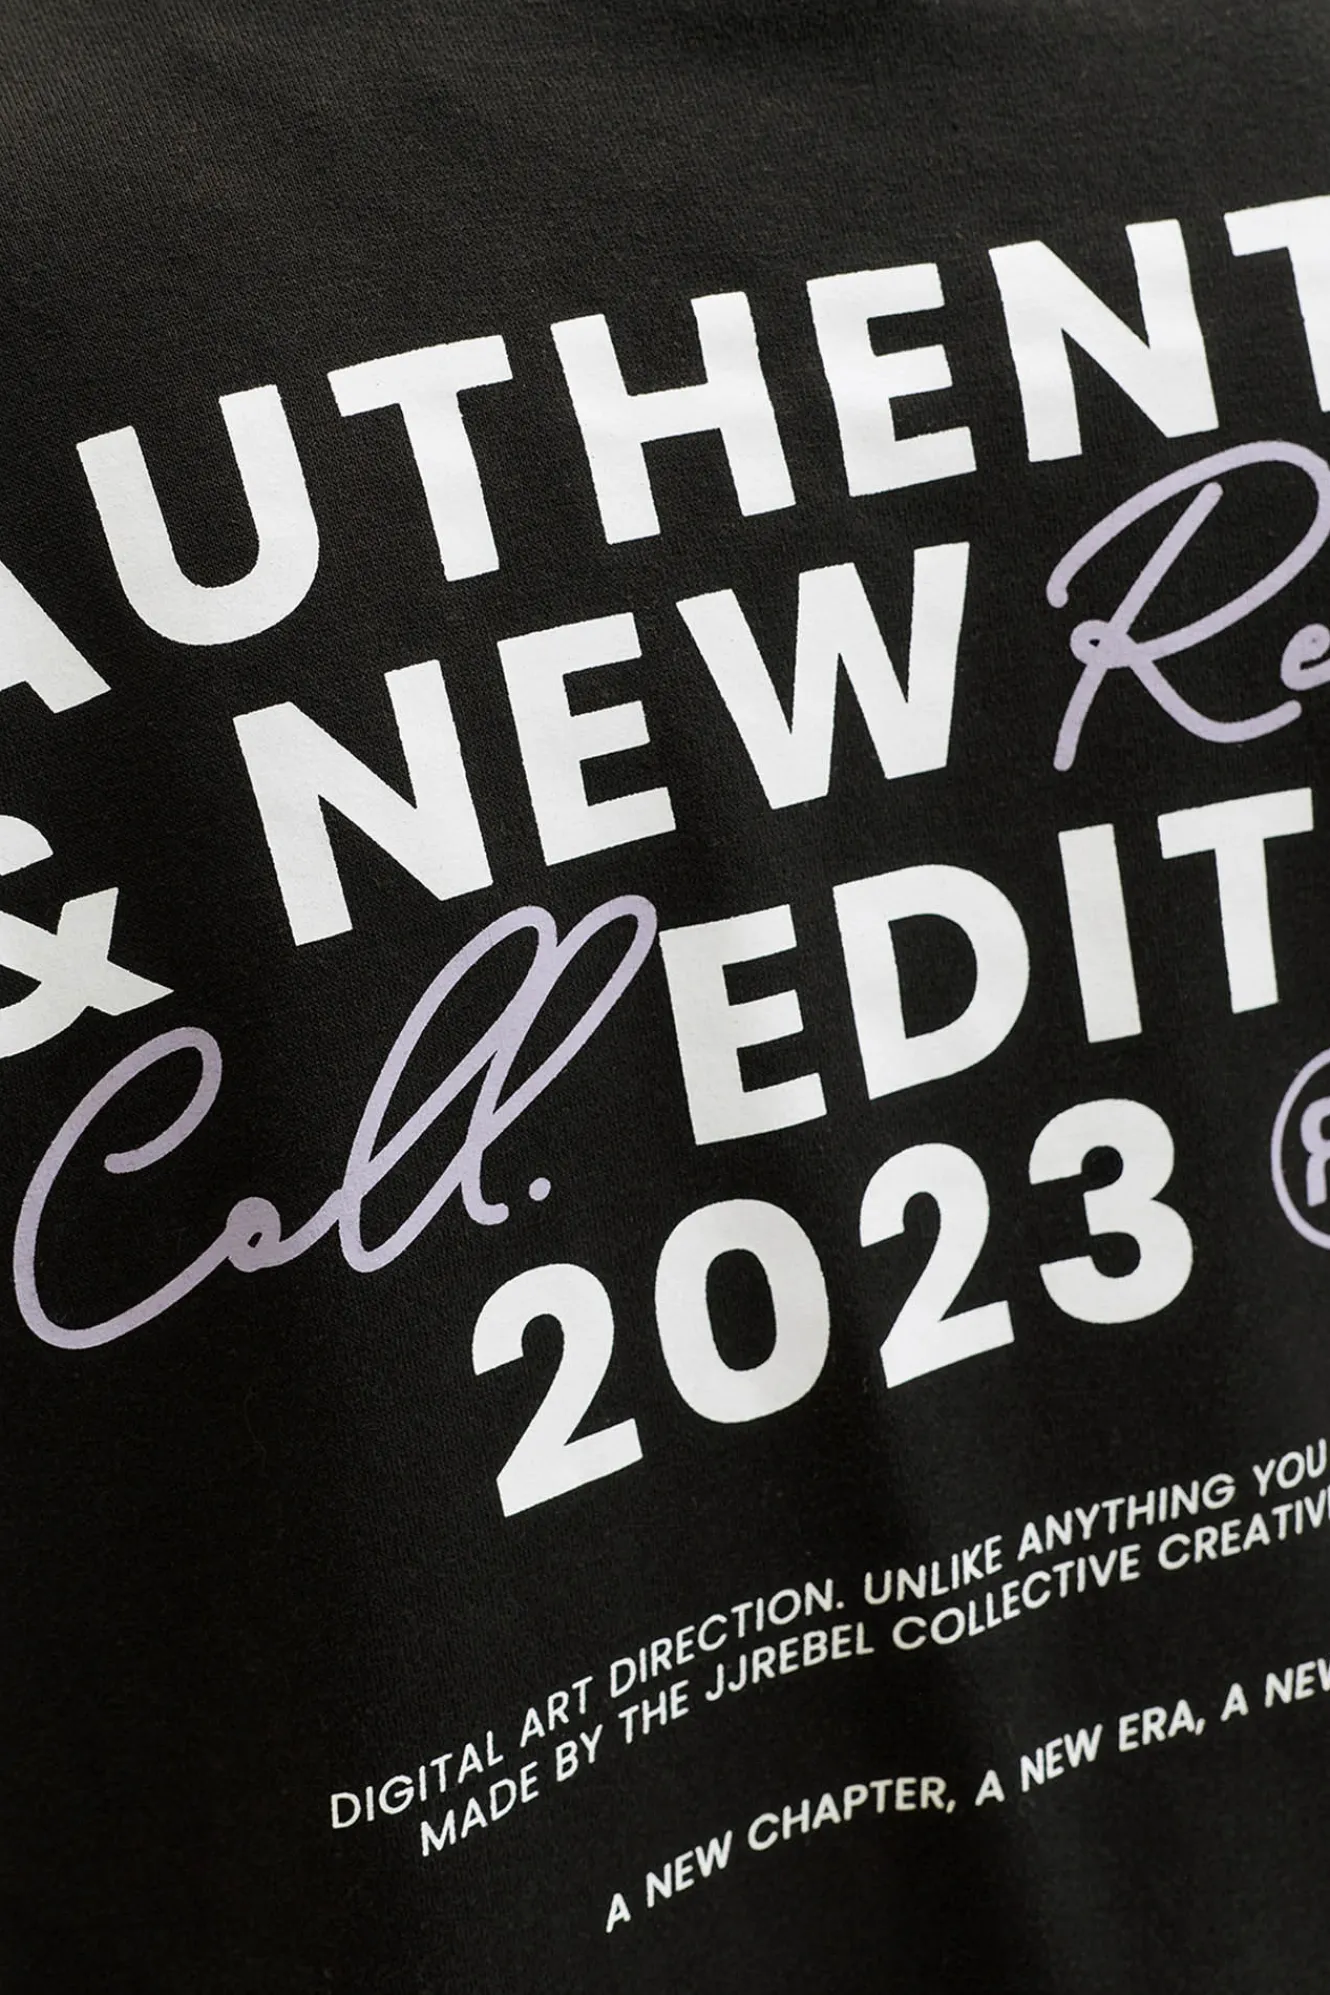 AUTHENT
& NEW Re
Coll. EDIT
2023
DIGITAL ART DIRECTION. UNLIKE ANYTHING YOU
MADE BY THE JJREBEL COLLECTIVE CREATIV
A NEW CHAPTER, A NEW ERA, A NEW